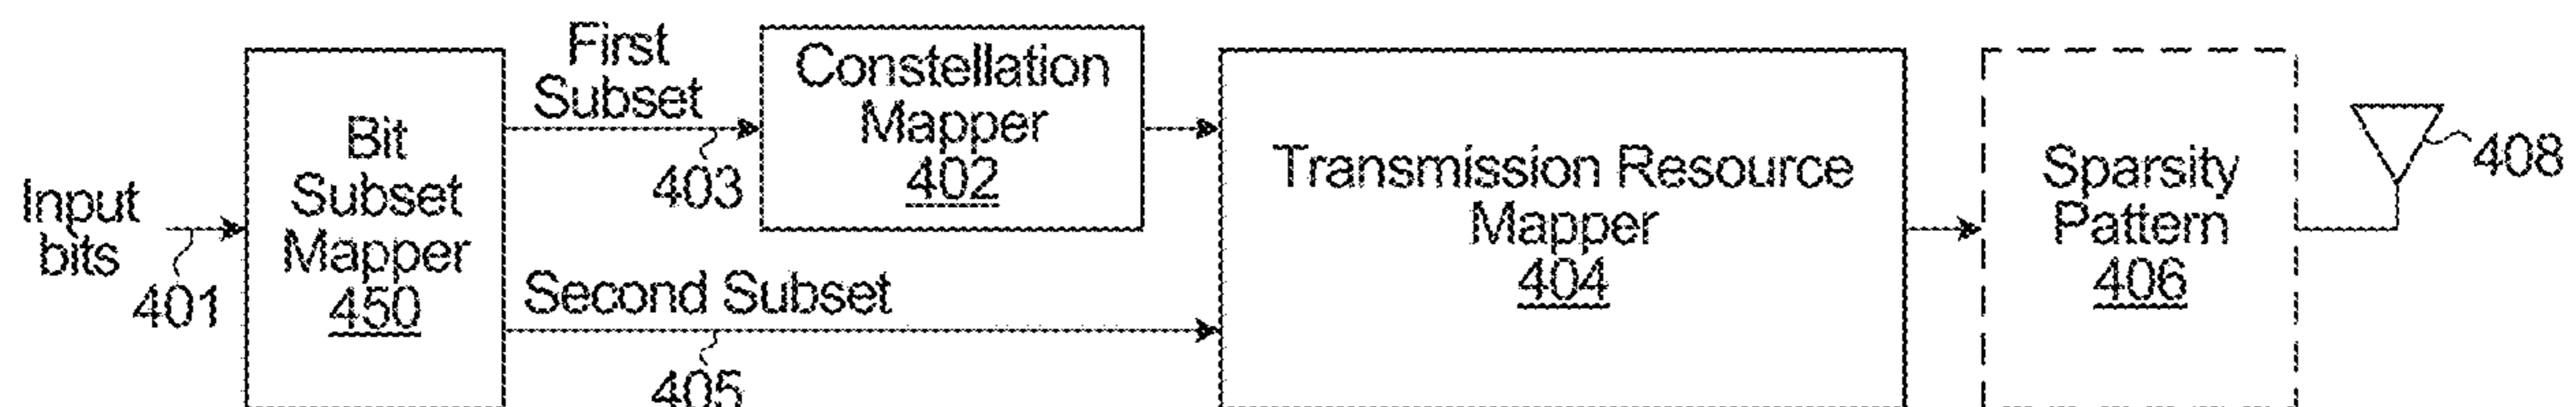 Input
bits
401
Bit
Subset
Mapper
450
First
Subset
403
Constellation
Mapper
402
Second Subset
405
Transmission Resource
Mapper
404
Sparsity
Pattern
406
408